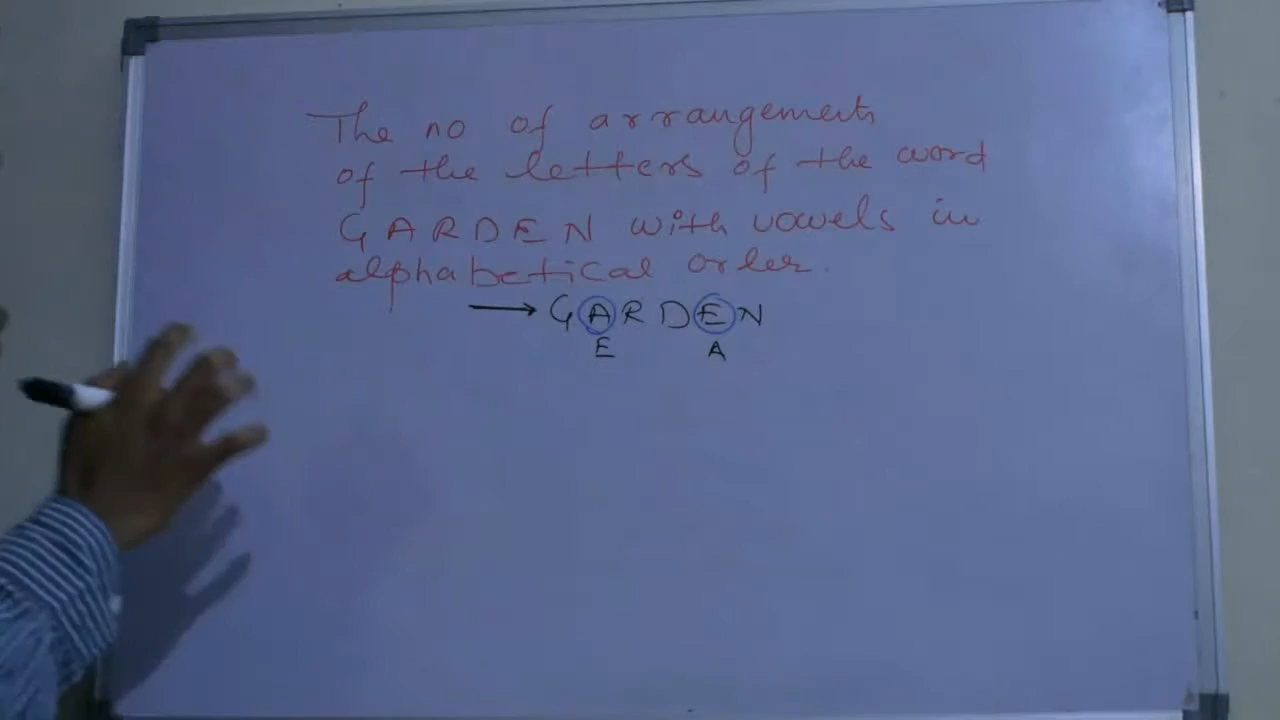 The no of arrangements
of the letters of the word
GARDEN with vowels in
alphabetical order.
→ GARDEN
E A